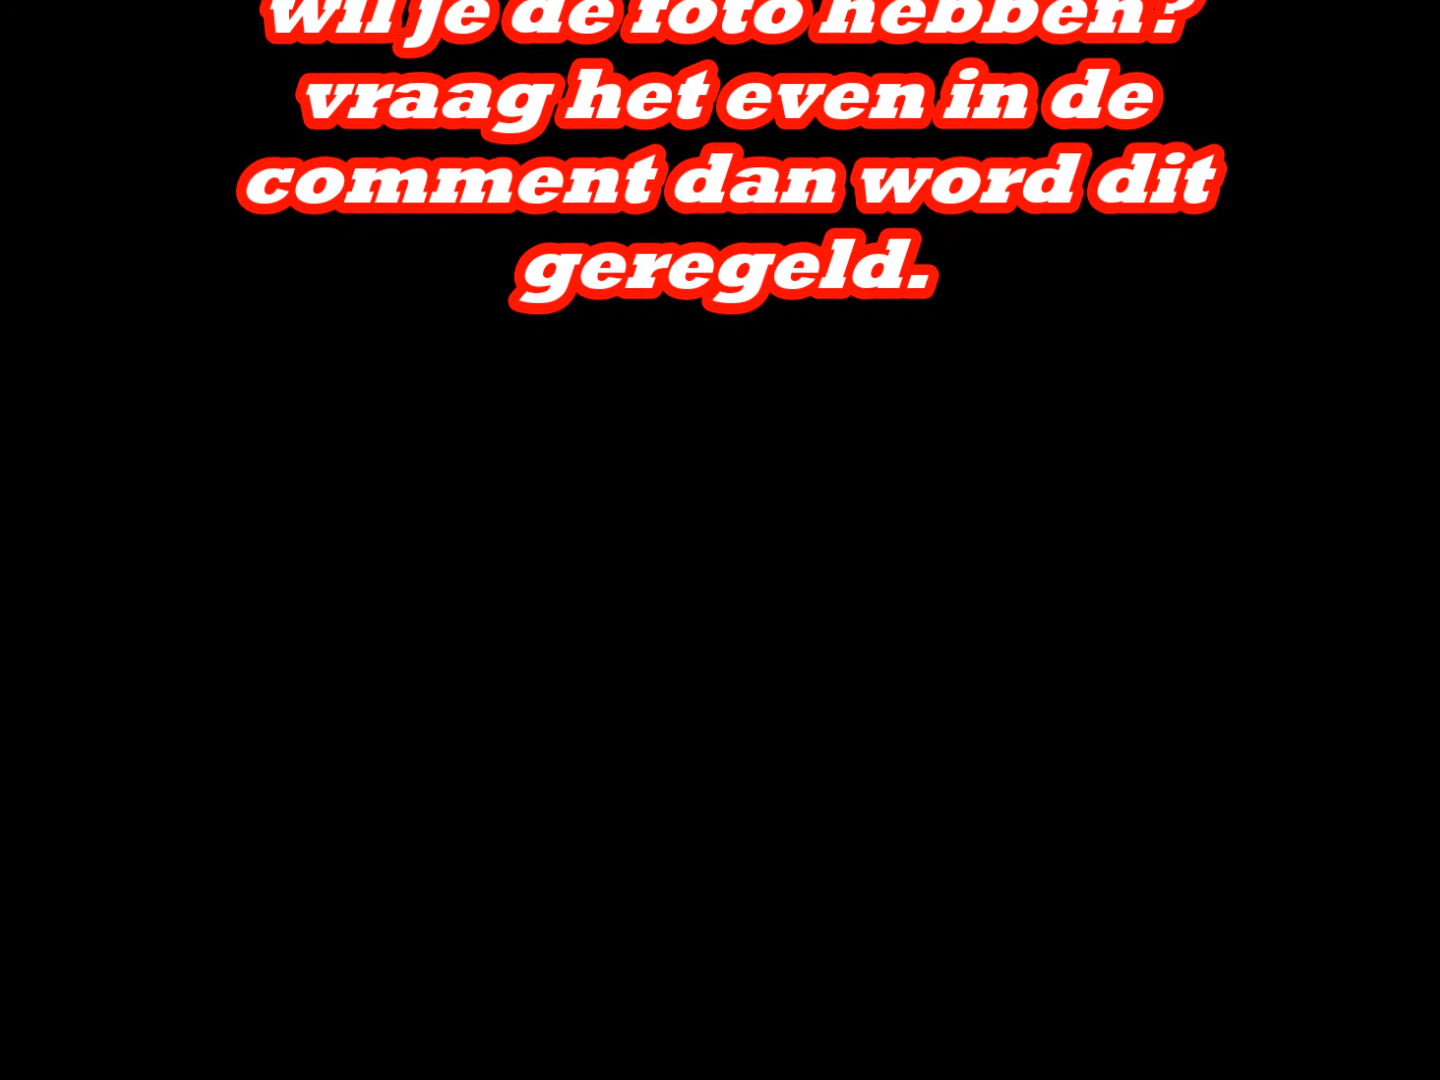 wil je de foto hebben?
vraag het even in de
comment dan word dit
geregeld.